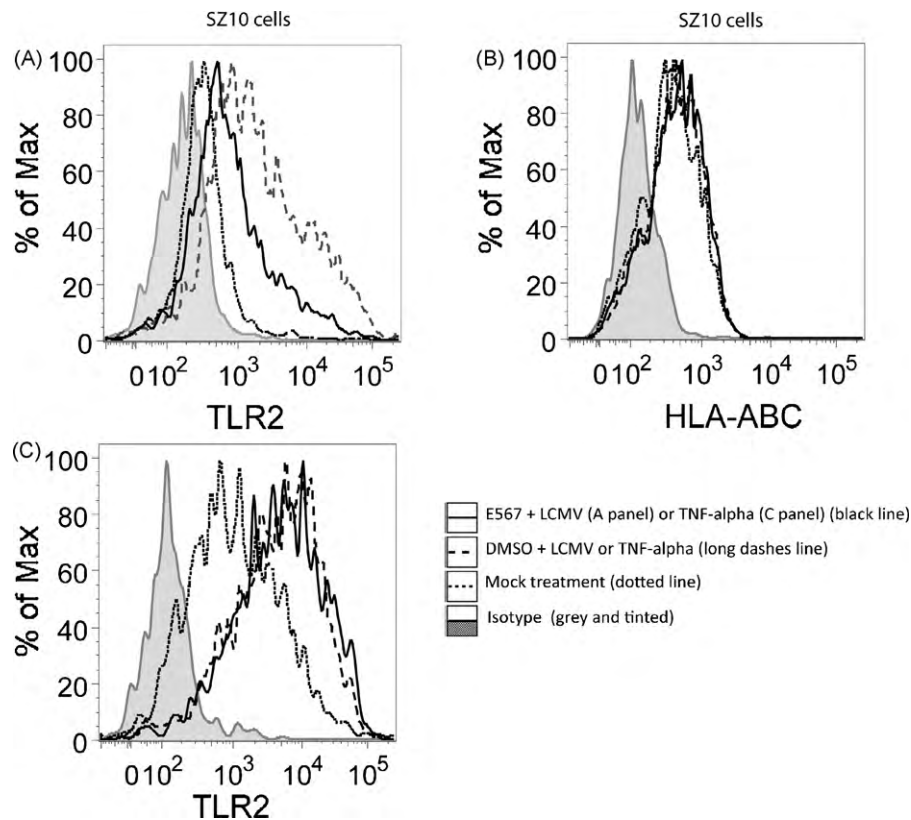 SZ10 cells
SZ10 cells
(A)
(B)
100
80
60
40
20
0
% of Max
0 10² 10³ 10⁴ 10⁵
TLR2
100
80
60
40
20
0
% of Max
0 10² 10³ 10⁴ 10⁵
HLA-ABC
(C)
100
80
60
40
20
0
% of Max
0 10² 10³ 10⁴ 10⁵
TLR2
E567 + LCMV (A panel) or TNF-alpha (C panel) (black line)
DMSO + LCMV or TNF-alpha (long dashes line)
Mock treatment (dotted line)
Isotype (grey and tinted)